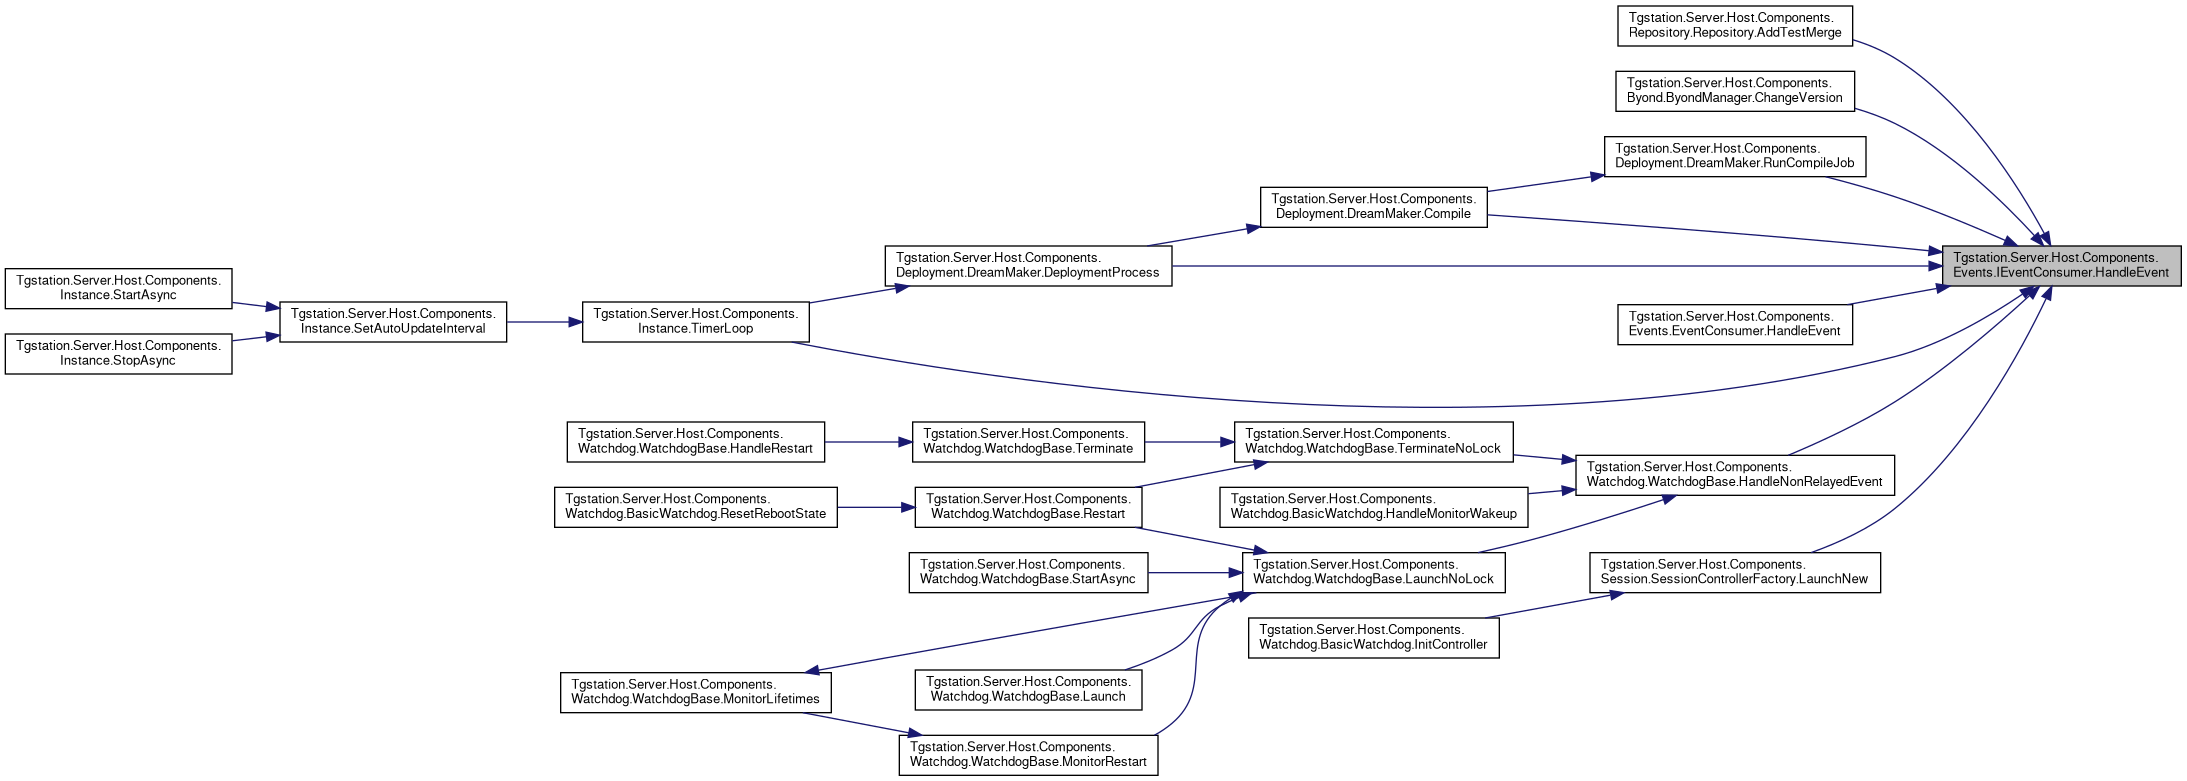 Tgstation.Server.Host.Components.
Repository.Repository.AddTestMerge
Tgstation.Server.Host.Components.
Byond.ByondManager.ChangeVersion
Tgstation.Server.Host.Components.
Deployment.DreamMaker.RunCompileJob
Tgstation.Server.Host.Components.
Deployment.DreamMaker.Compile
Tgstation.Server.Host.Components.
Deployment.DreamMaker.DeploymentProcess
Tgstation.Server.Host.Components.
Events.IEventConsumer.HandleEvent
Tgstation.Server.Host.Components.
Instance.StartAsync
Tgstation.Server.Host.Components.
Instance.SetAutoUpdateInterval
Tgstation.Server.Host.Components.
Instance.TimerLoop
Tgstation.Server.Host.Components.
Events.EventConsumer.HandleEvent
Tgstation.Server.Host.Components.
Instance.StopAsync
Tgstation.Server.Host.Components.
Watchdog.WatchdogBase.HandleRestart
Tgstation.Server.Host.Components.
Watchdog.WatchdogBase.Terminate
Tgstation.Server.Host.Components.
Watchdog.WatchdogBase.TerminateNoLock
Tgstation.Server.Host.Components.
Watchdog.WatchdogBase.HandleNonRelayedEvent
Tgstation.Server.Host.Components.
Watchdog.BasicWatchdog.ResetRebootState
Tgstation.Server.Host.Components.
Watchdog.WatchdogBase.Restart
Tgstation.Server.Host.Components.
Watchdog.BasicWatchdog.HandleMonitorWakeup
Tgstation.Server.Host.Components.
Watchdog.WatchdogBase.StartAsync
Tgstation.Server.Host.Components.
Watchdog.WatchdogBase.LaunchNoLock
Tgstation.Server.Host.Components.
Session.SessionControllerFactory.LaunchNew
Tgstation.Server.Host.Components.
Watchdog.BasicWatchdog.InitController
Tgstation.Server.Host.Components.
Watchdog.WatchdogBase.MonitorLifetimes
Tgstation.Server.Host.Components.
Watchdog.WatchdogBase.Launch
Tgstation.Server.Host.Components.
Watchdog.WatchdogBase.MonitorRestart